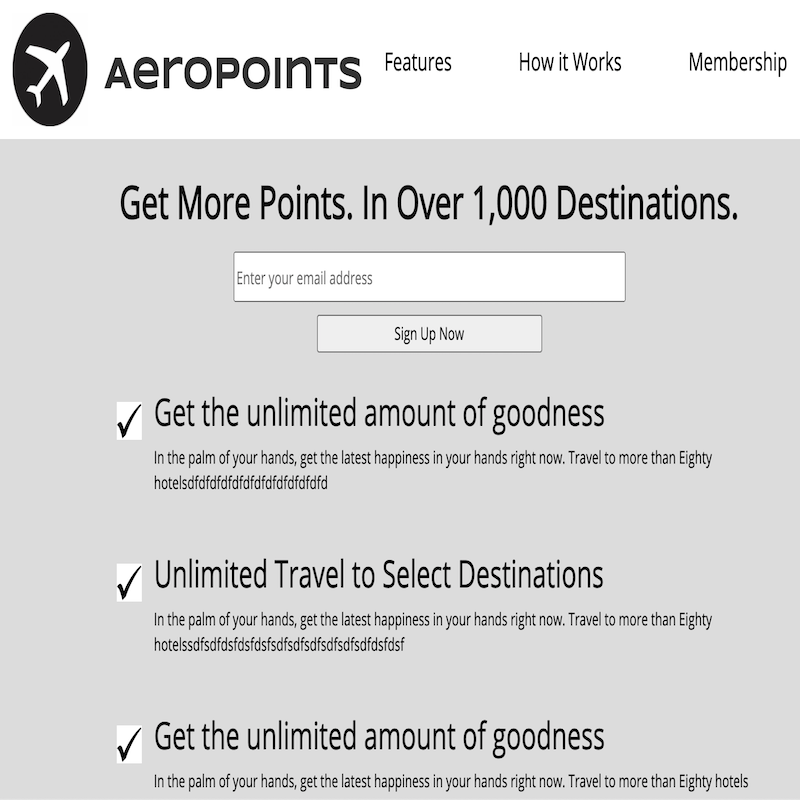 AEROPOINTS
Features
How it Works
Membership
Get More Points. In Over 1,000 Destinations.
Enter your email address
Sign Up Now
Get the unlimited amount of goodness
In the palm of your hands, get the latest happiness in your hands right now. Travel to more than Eighty
hotelsdfdfdfdfdfdfdfdfdfdfdfdfd
Unlimited Travel to Select Destinations
In the palm of your hands, get the latest happiness in your hands right now. Travel to more than Eighty
hotelssdfsdfdsfdsfdsfsdfsdfsdfsdfsdfsdfdsfdsf
Get the unlimited amount of goodness
In the palm of your hands, get the latest happiness in your hands right now. Travel to more than Eighty hotels